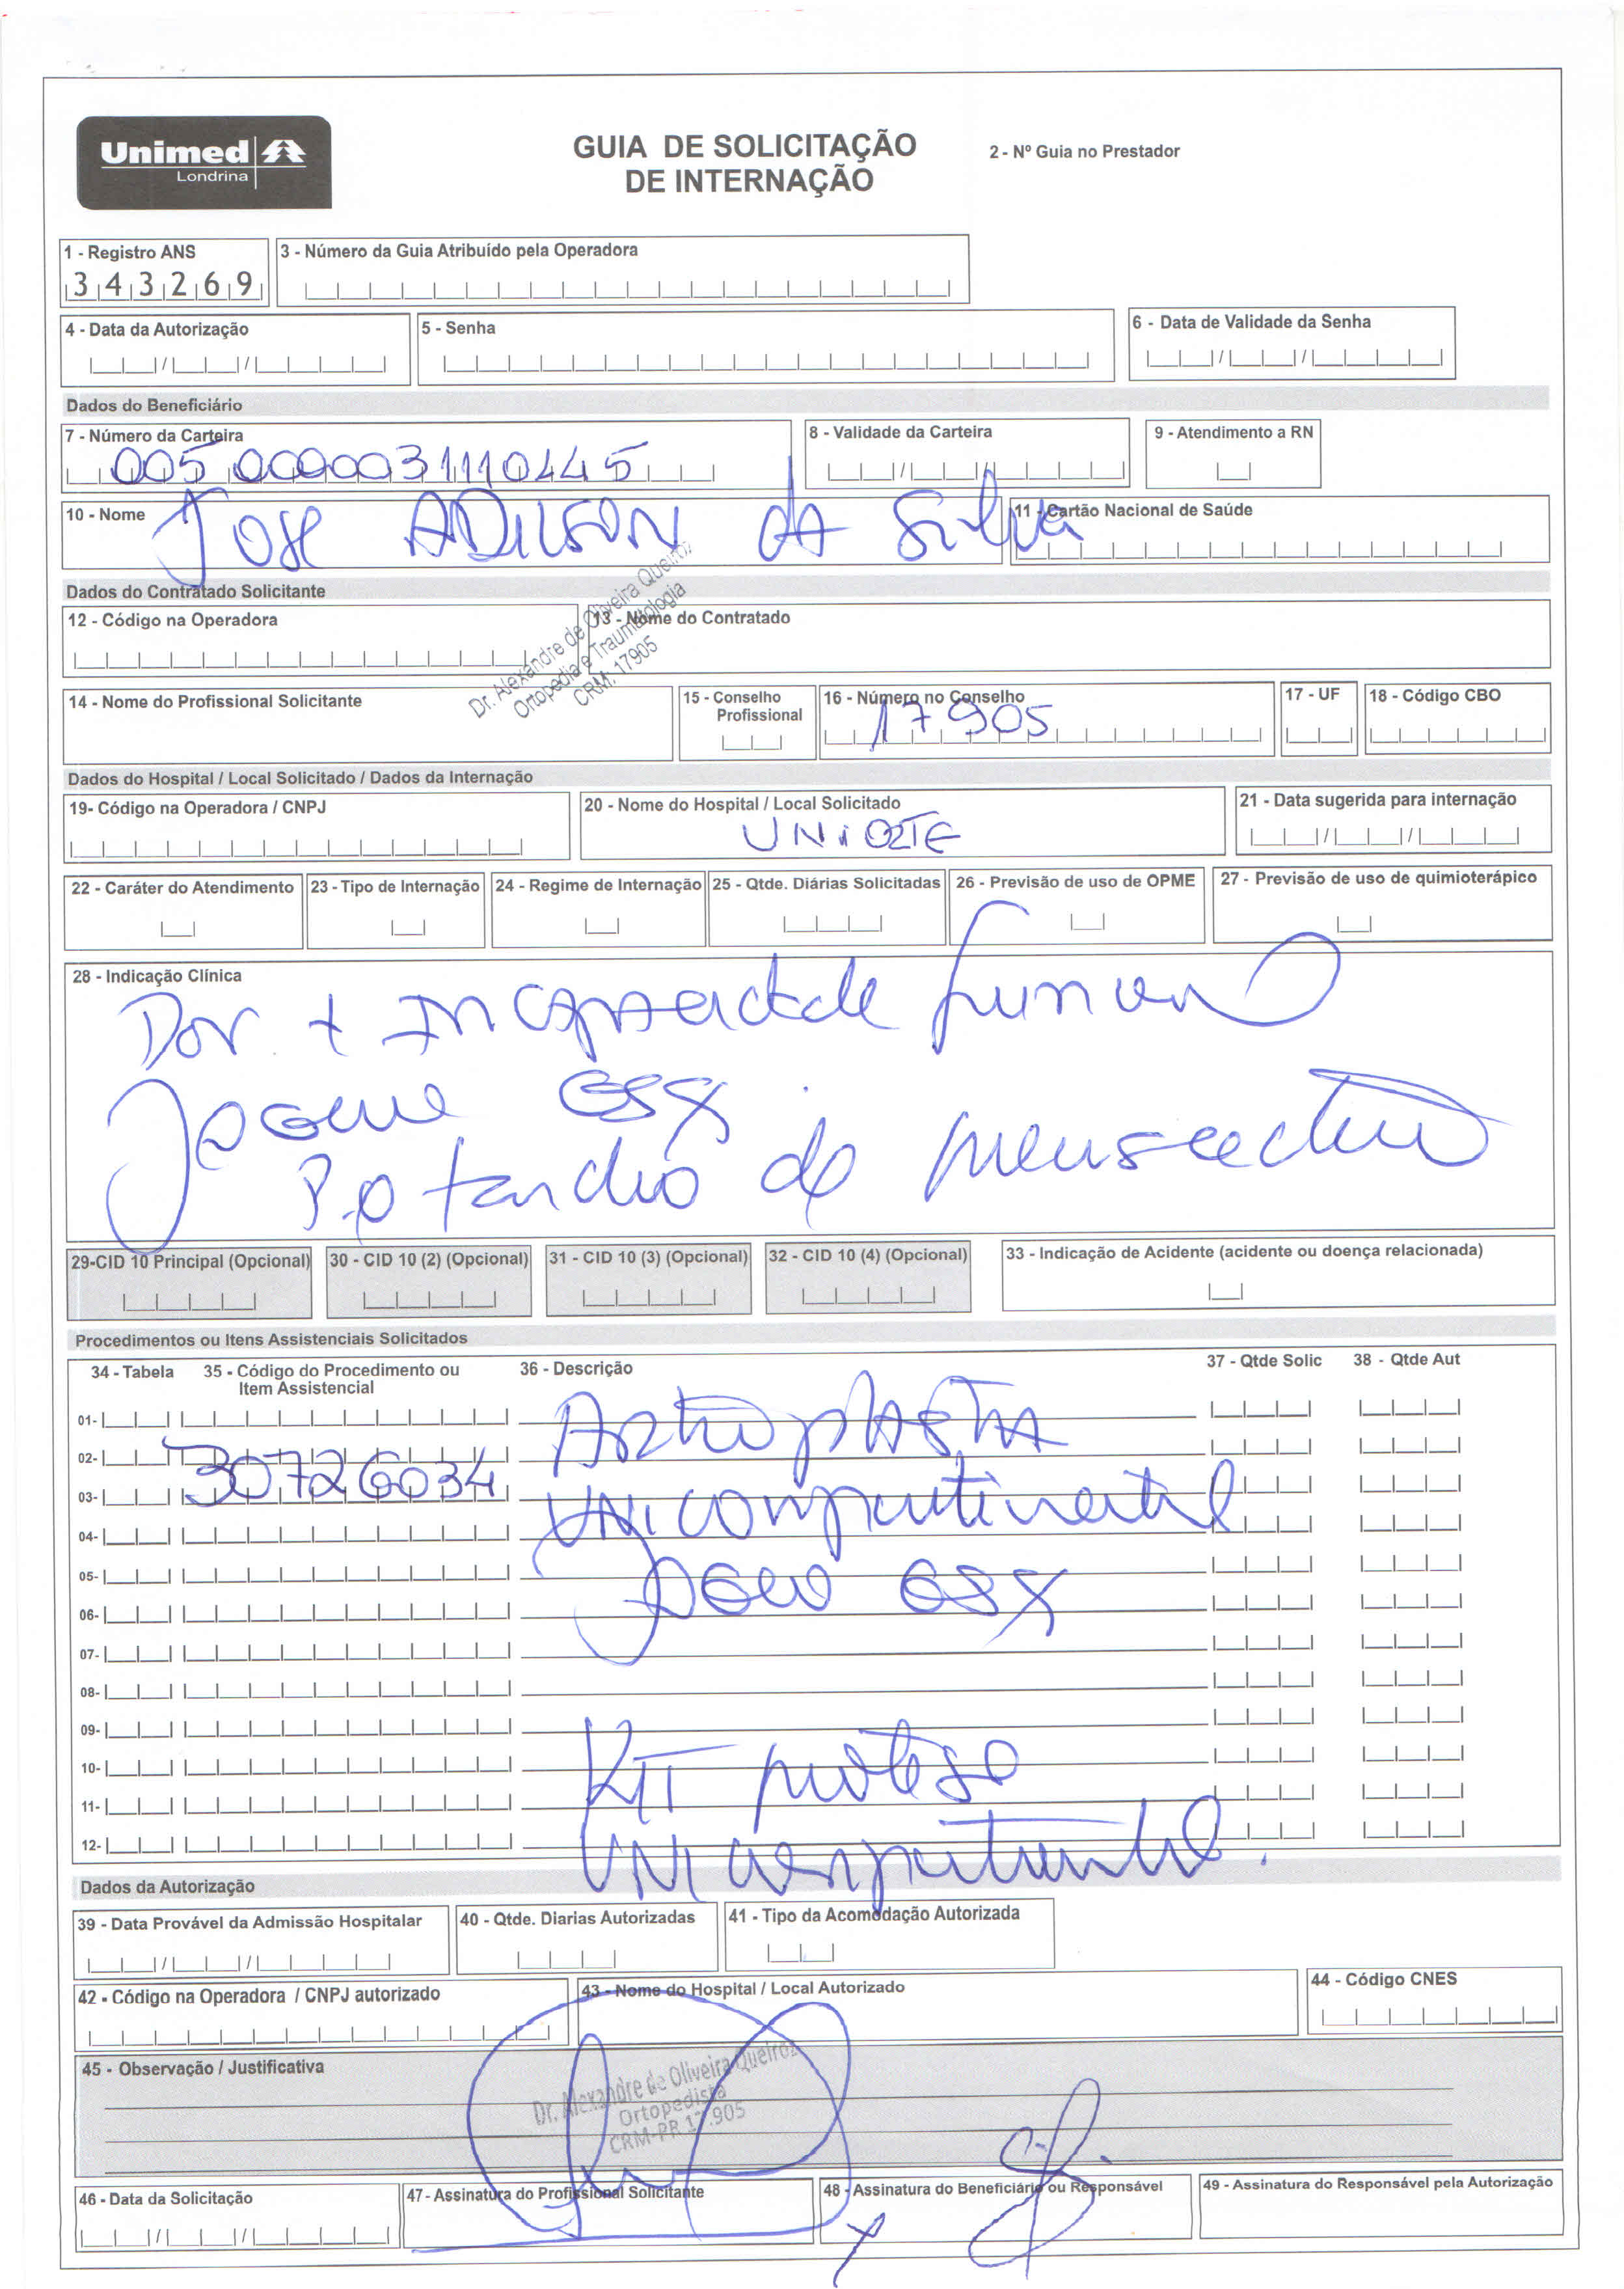 Unimed
Londrina
GUIA DE SOLICITAÇÃO
DE INTERNAÇÃO
2 - Nº Guia no Prestador
1 - Registro ANS
343269
3 - Número da Guia Atribuído pela Operadora
4 - Data da Autorização
5 - Senha
6 - Data de Validade da Senha
Dados do Beneficiário
7 - Número da Carteira
8 - Validade da Carteira
9 - Atendimento a RN
10 - Nome
JOSE ADILSON DA Silva
11 - Cartão Nacional de Saúde
Dados do Contratado Solicitante
12 - Código na Operadora
13 - Nome do Contratado
Dr. Alexandre de Oliveira Queiroz
Ortopedia e Traumatologia
CRM: 17905
14 - Nome do Profissional Solicitante
15 - Conselho
Profissional
16 - Número no Conselho
17905
17 - UF
18 - Código CBO
Dados do Hospital / Local Solicitado / Dados da Internação
19- Código na Operadora / CNPJ
20 - Nome do Hospital / Local Solicitado
UNiORTE
21 - Data sugerida para internação
22 - Caráter do Atendimento
23 - Tipo de Internação
24 - Regime de Internação
25 - Qtde. Diárias Solicitadas
26 - Previsão de uso de OPME
27 - Previsão de uso de quimioterápico
28 - Indicação Clínica
Dor + Incapacidade
29-CID 10 Principal (Opcional)
30 - CID 10 (2) (Opcional)
31 - CID 10 (3) (Opcional)
32 - CID 10 (4) (Opcional)
33 - Indicação de Acidente (acidente ou doença relacionada)
Procedimentos ou Itens Assistenciais Solicitados
34 - Tabela
35 - Código do Procedimento ou
Item Assistencial
36 - Descrição
37 - Qtde Solic
38 - Qtde Aut
01-
Artroplastia
02-
30726034
03-
unicompartimental
04-
05-
06-
07-
08-
09-
10-
Kit protese
11-
12-
unicompartimental.
Dados da Autorização
39 - Data Provável da Admissão Hospitalar
40 - Qtde. Diarias Autorizadas
41 - Tipo da Acomodação Autorizada
42 - Código na Operadora / CNPJ autorizado
43 - Nome do Hospital / Local Autorizado
44 - Código CNES
45 - Observação / Justificativa
Dr. Alexandre de Oliveira Queiroz
Ortopedista
CRM-PR 17.905
46 - Data da Solicitação
47 - Assinatura do Profissional Solicitante
48 - Assinatura do Beneficiário ou Responsável
49 - Assinatura do Responsável pela Autorização
X